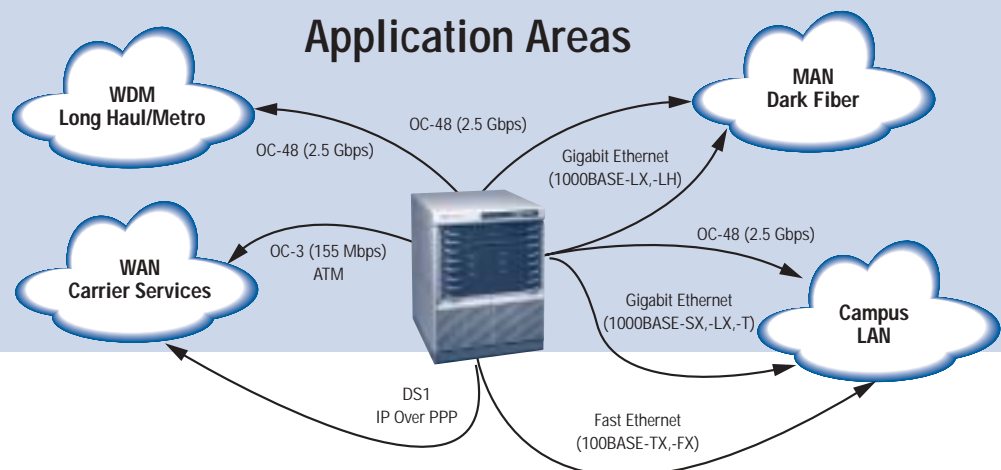 Application Areas
WDM
Long Haul/Metro
MAN
Dark Fiber
OC-48 (2.5 Gbps)
OC-48 (2.5 Gbps)
Gigabit Ethernet
(1000BASE-LX,-LH)
WAN
Carrier Services
OC-3 (155 Mbps)
ATM
OC-48 (2.5 Gbps)
Gigabit Ethernet
(1000BASE-SX,-LX,-T)
Campus
LAN
DS1
IP Over PPP
Fast Ethernet
(100BASE-TX,-FX)